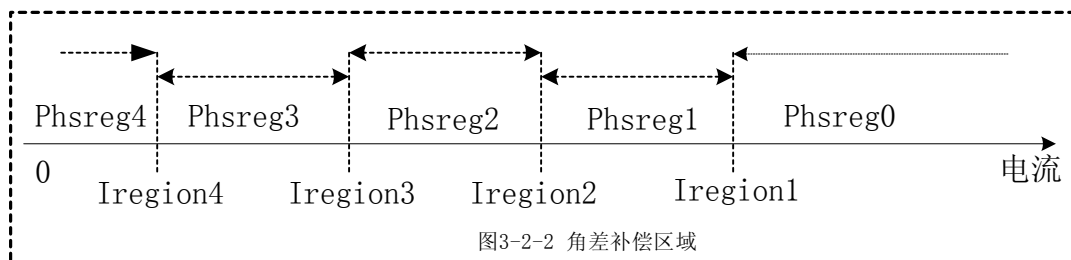 Phsreg4 Phsreg3 Phsreg2 Phsreg1 Phsreg0
0 电流
Iregion4 Iregion3 Iregion2 Iregion1
图3-2-2 角差补偿区域